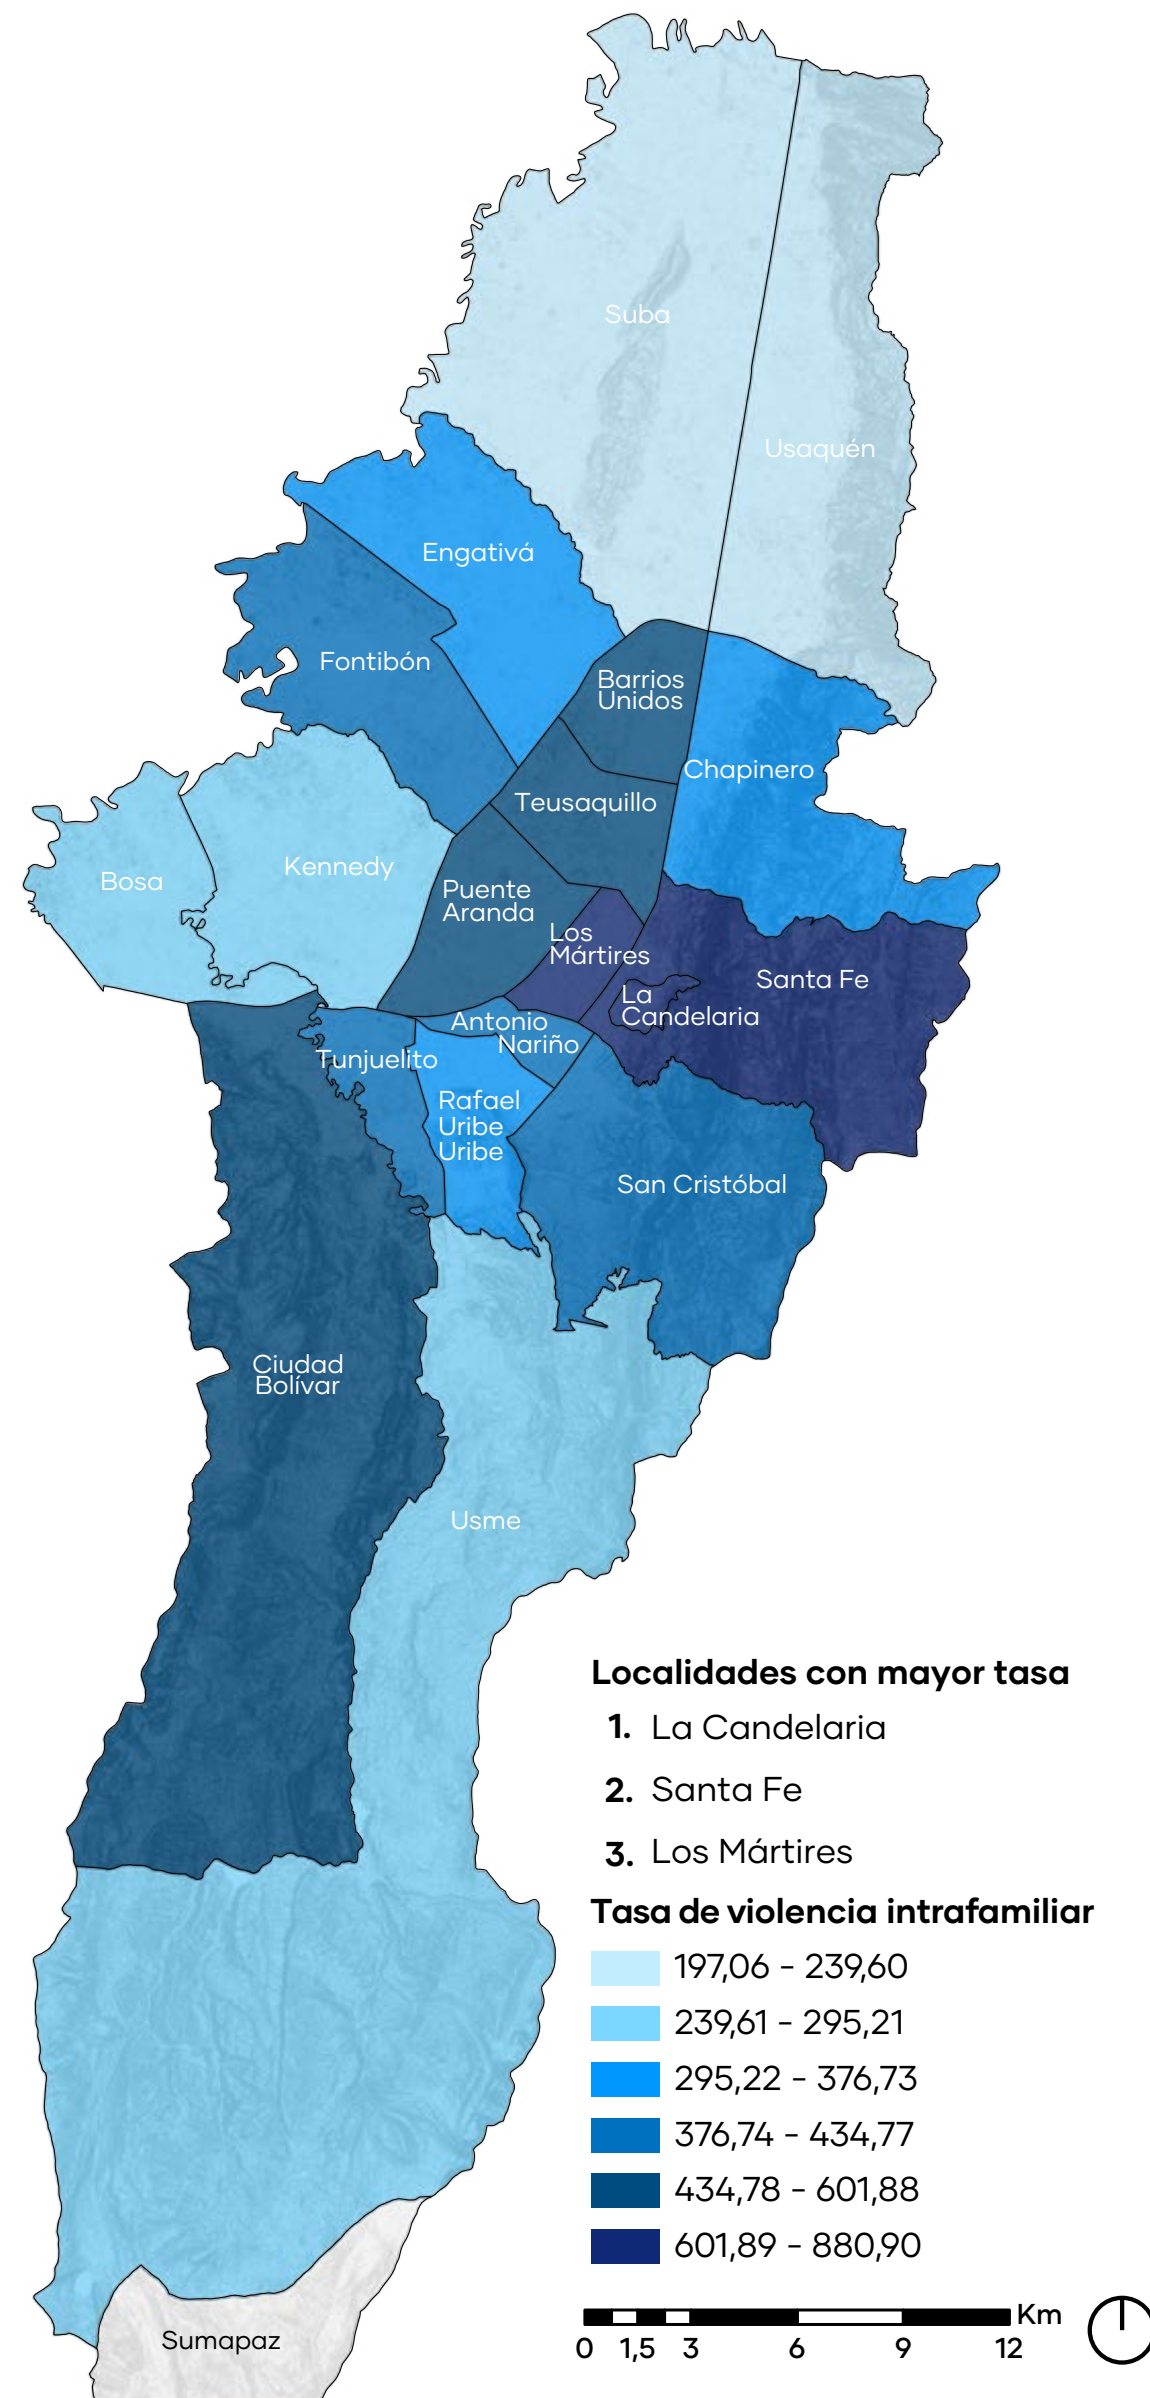 Suba
Usaquén
Engativá
Fontibón
Barrios
Unidos
Chapinero
Teusaquillo
Kennedy
Bosa
Puente
Aranda
Los
Mártires
Santa Fe
La
Candelaria
Antonio
Nariño
Tunjuelito
Rafael
Uribe
Uribe
San Cristóbal
Ciudad
Bolívar
Usme
Localidades con mayor tasa
1. La Candelaria
2. Santa Fe
3. Los Mártires
Tasa de violencia intrafamiliar
197,06 - 239,60
239,61 - 295,21
295,22 - 376,73
376,74 - 434,77
434,78 - 601,88
601,89 - 880,90
Km
0 1,5 3 6 9 12
Sumapaz